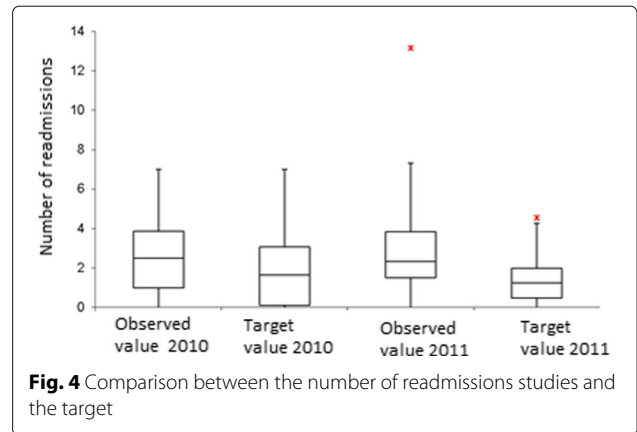 Number of readmissions
14
12
10
8
6
4
2
0
x
x
Observed value 2010
Target value 2010
Observed value 2011
Target value 2011
Fig. 4 Comparison between the number of readmissions studies and
the target